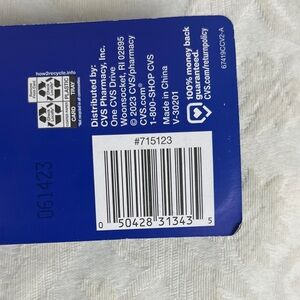 how2recycle.info
CARD
TRAY
Distributed by:
CVS Pharmacy, Inc.
One CVS Drive
Woonsocket, RI 02895
© 2023 CVS/pharmacy
CVS.com®
1-800-SHOP CVS
Made in China
V-30201
100% money back
guaranteed.
CVS.com/returnpolicy
67419CCV2-A
061423
#715123
0 50428 31343 5